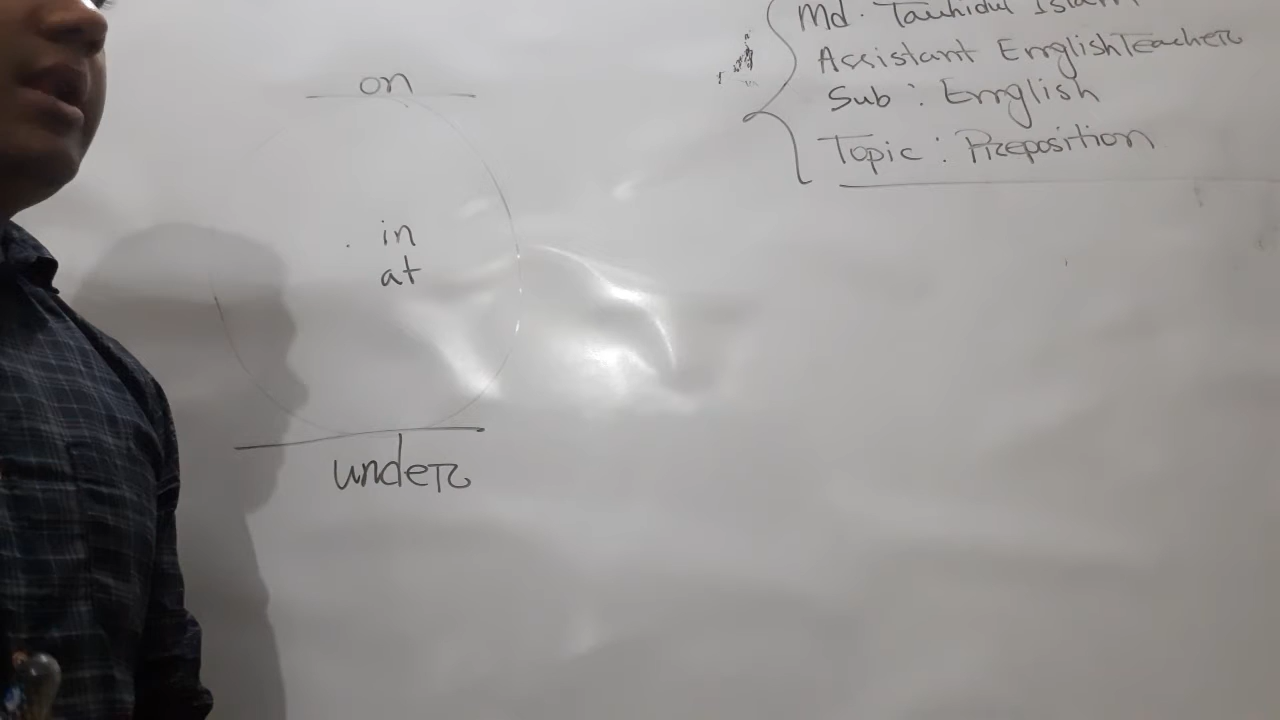 Md. Tauhidul Islam
Assistant English Teacher
Sub : English
Topic : Preposition
on
in
at
under